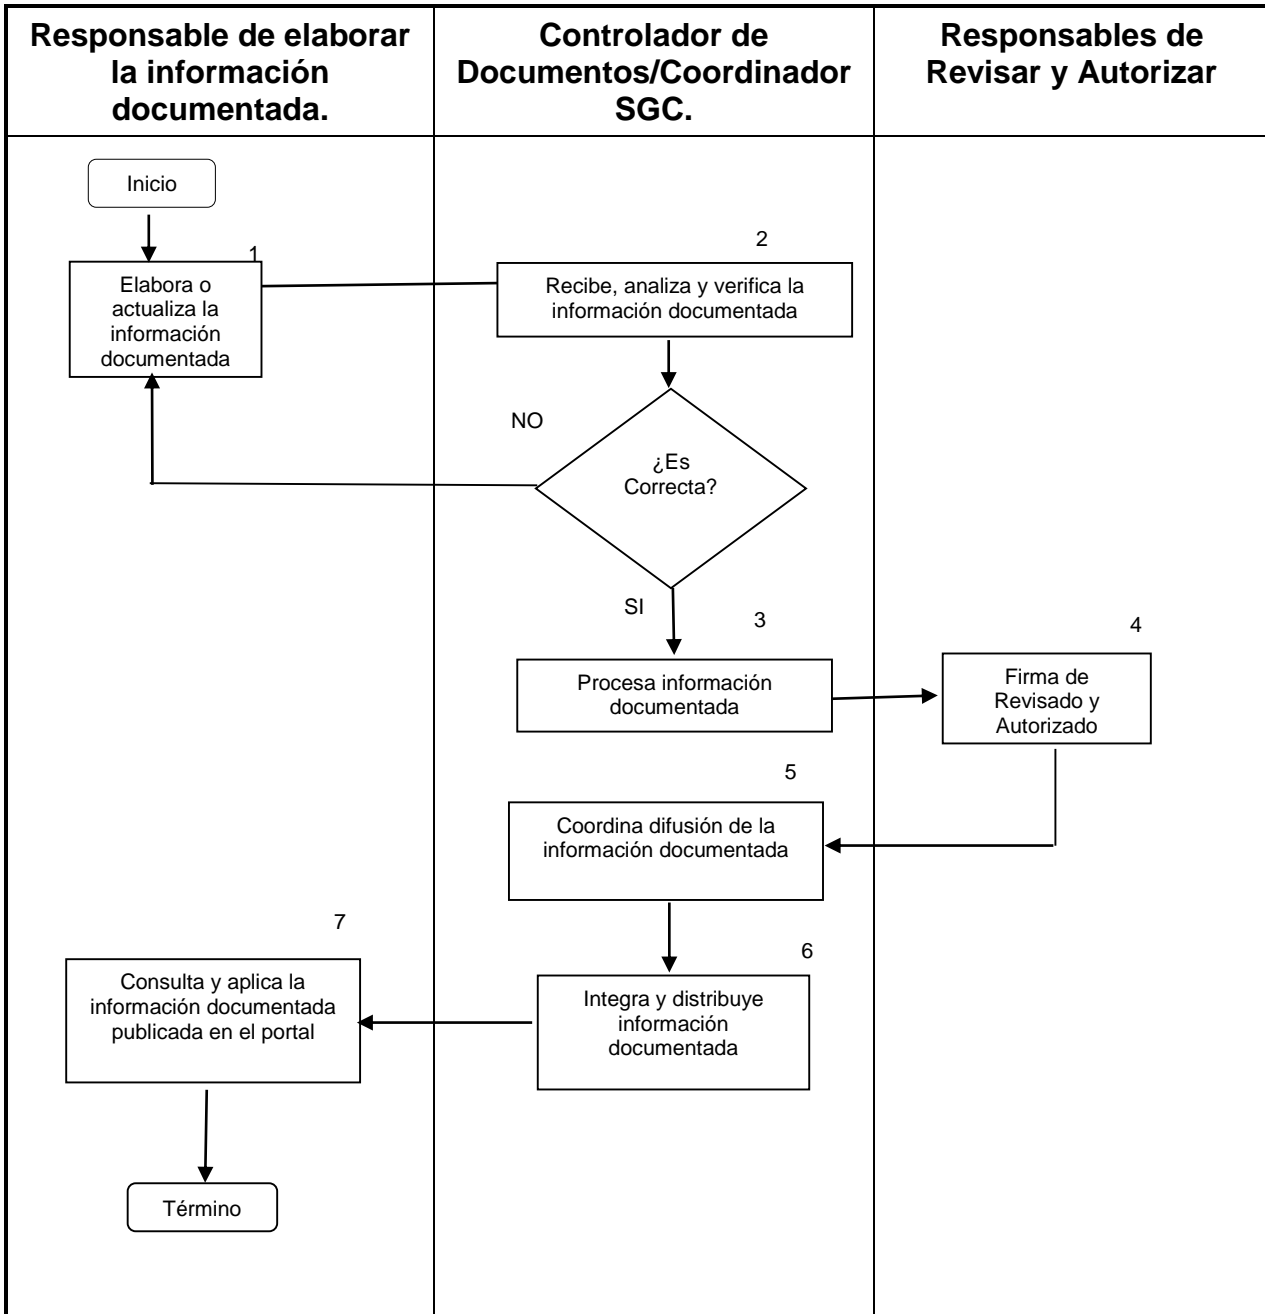 Responsable de elaborar
la información
documentada.
Controlador de
Documentos/Coordinador
SGC.
Responsables de
Revisar y Autorizar
Inicio
1
Elabora o
actualiza la
información
documentada
2
Recibe, analiza y verifica la
información documentada
NO
¿Es
Correcta?
SI
3
Procesa información
documentada
4
Firma de
Revisado y
Autorizado
5
Coordina difusión de la
información documentada
6
Integra y distribuye
información
documentada
7
Consulta y aplica la
información documentada
publicada en el portal
Término